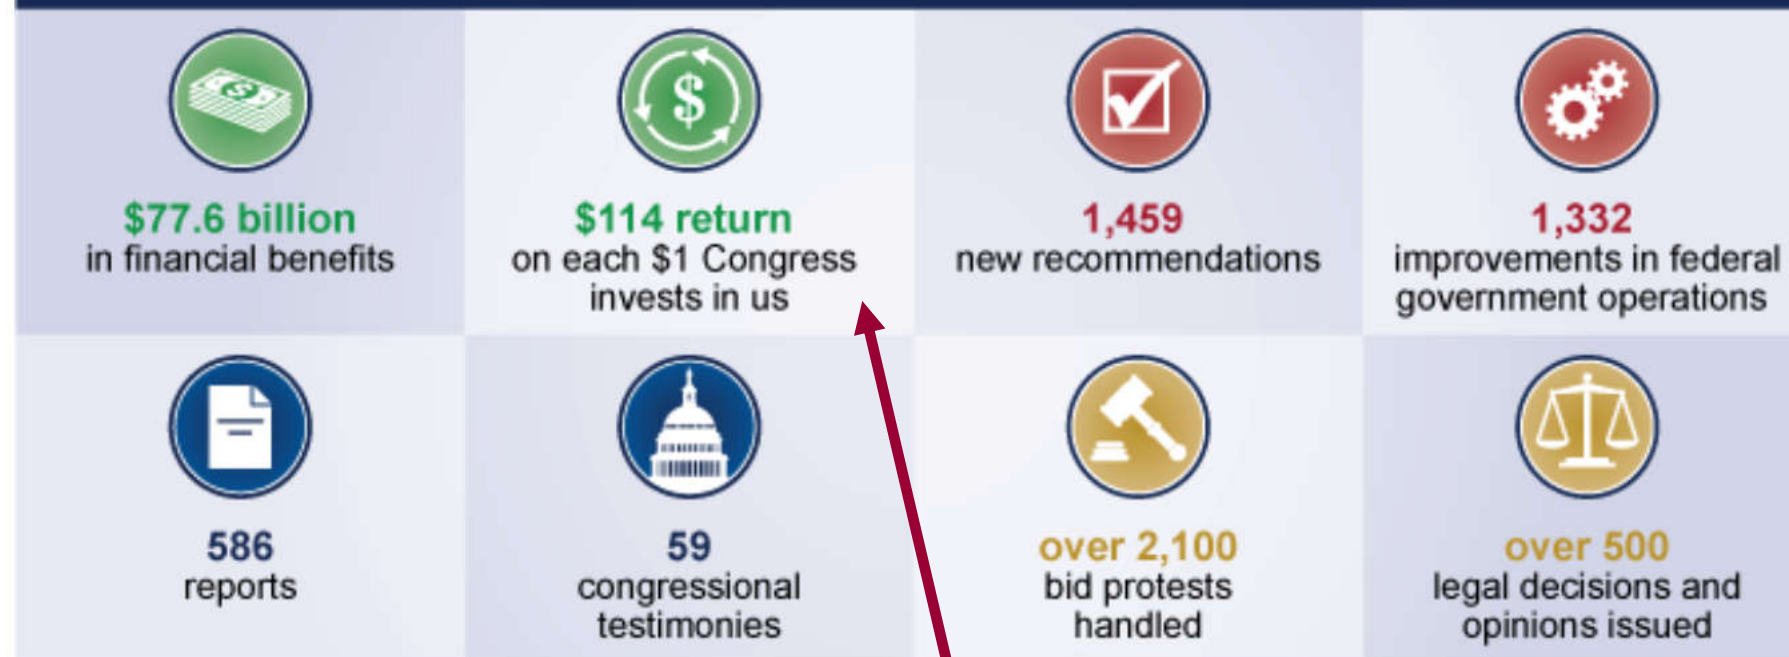 $77.6 billion
in financial benefits
$114 return
on each $1 Congress
invests in us
1,459
new recommendations
1,332
improvements in federal
government operations
586
reports
59
congressional
testimonies
over 2,100
bid protests
handled
over 500
legal decisions and
opinions issued